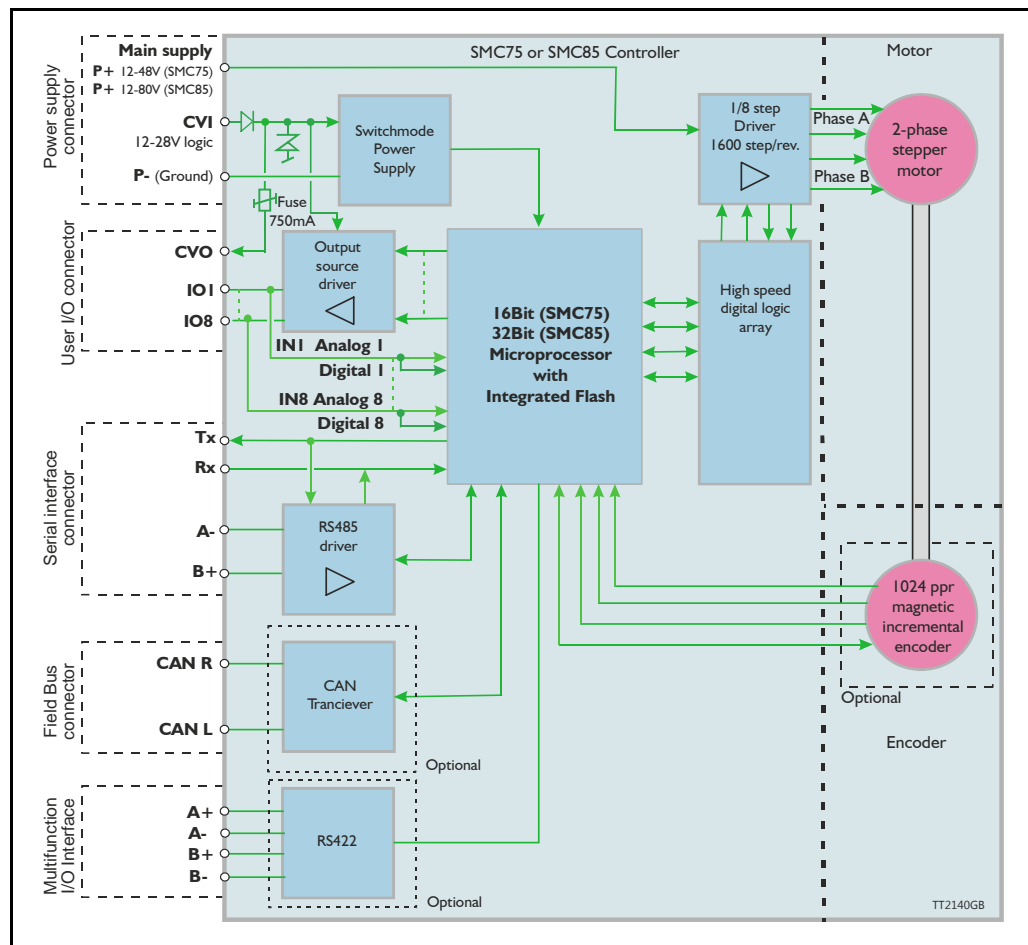 SMC75 or SMC85 Controller
Motor
Power supply
connector
Main supply
P+ 12-48V (SMC75)
P+ 12-80V (SMC85)
CVI
12-28V logic
P- (Ground)
Switchmode
Power
Supply
Fuse
750mA
1/8 step
Driver
1600 step/rev.
Phase A
Phase B
2-phase
stepper
motor
User I/O connector
CVO
IO1
IO8
Output
source
driver
IN1 Analog 1
Digital 1
IN8 Analog 8
Digital 8
16Bit (SMC75)
32Bit (SMC85)
Microprocessor
with
Integrated Flash
High speed
digital logic
array
Serial interface
connector
Tx
Rx
A-
B+
RS485
driver
1024 ppr
magnetic
incremental
encoder
Optional
Encoder
Field Bus
connector
CAN R
CAN L
CAN
Tranciever
Optional
Multifunction
I/O Interface
A+
A-
B+
B-
RS422
Optional
TT2140GB